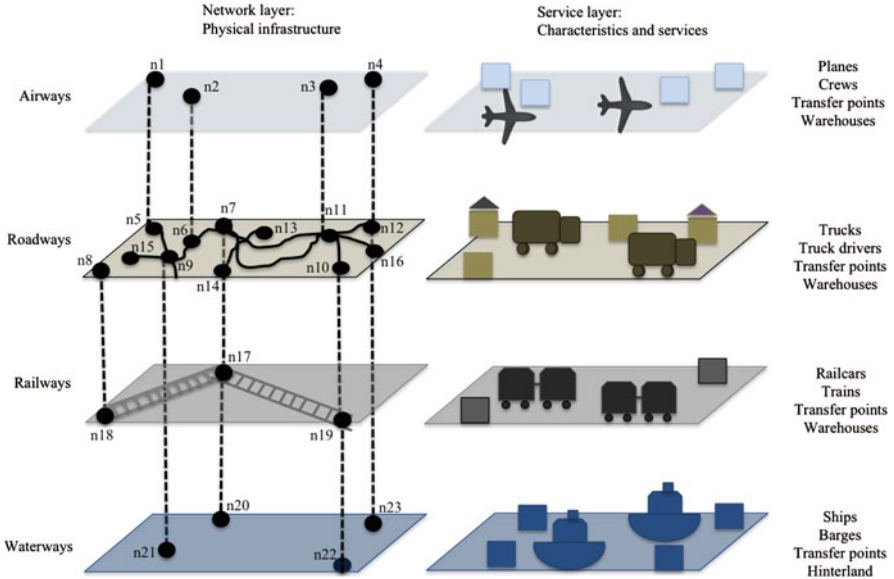 Network layer:
Physical infrastructure
Service layer:
Characteristics and services
Airways
n1
n2
n3
n4
Planes
Crews
Transfer points
Warehouses
Roadways
n5
n6
n7
n13
n11
n12
n15
n8
n9
n14
n10
n16
Trucks
Truck drivers
Transfer points
Warehouses
Railways
n17
n18
n19
Railcars
Trains
Transfer points
Warehouses
Waterways
n20
n21
n22
n23
Ships
Barges
Transfer points
Hinterland